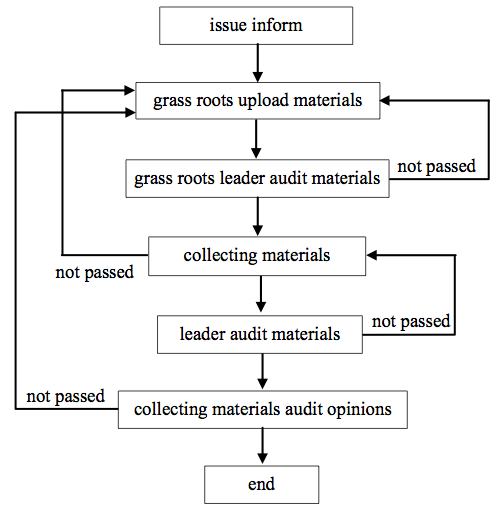 issue inform
grass roots upload materials
grass roots leader audit materials
not passed
collecting materials
not passed
leader audit materials
not passed
collecting materials audit opinions
not passed
end